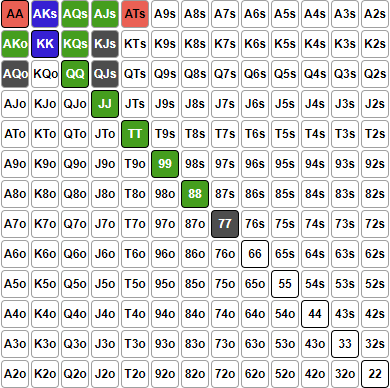 AA AKs AQs AJs ATs A9s A8s A7s A6s A5s A4s A3s A2s
AKo KK KQs KJs KTs K9s K8s K7s K6s K5s K4s K3s K2s
AQo KQo QQ QJs QTs Q9s Q8s Q7s Q6s Q5s Q4s Q3s Q2s
AJo KJo QJo JJ JTs J9s J8s J7s J6s J5s J4s J3s J2s
ATo KTo QTo JTo TT T9s T8s T7s T6s T5s T4s T3s T2s
A9o K9o Q9o J9o T9o 99 98s 97s 96s 95s 94s 93s 92s
A8o K8o Q8o J8o T8o 98o 88 87s 86s 85s 84s 83s 82s
A7o K7o Q7o J7o T7o 97o 87o 77 76s 75s 74s 73s 72s
A6o K6o Q6o J6o T6o 96o 86o 76o 66 65s 64s 63s 62s
A5o K5o Q5o J5o T5o 95o 85o 75o 65o 55 54s 53s 52s
A4o K4o Q4o J4o T4o 94o 84o 74o 64o 54o 44 43s 42s
A3o K3o Q3o J3o T3o 93o 83o 73o 63o 53o 43o 33 32s
A2o K2o Q2o J2o T2o 92o 82o 72o 62o 52o 42o 32o 22